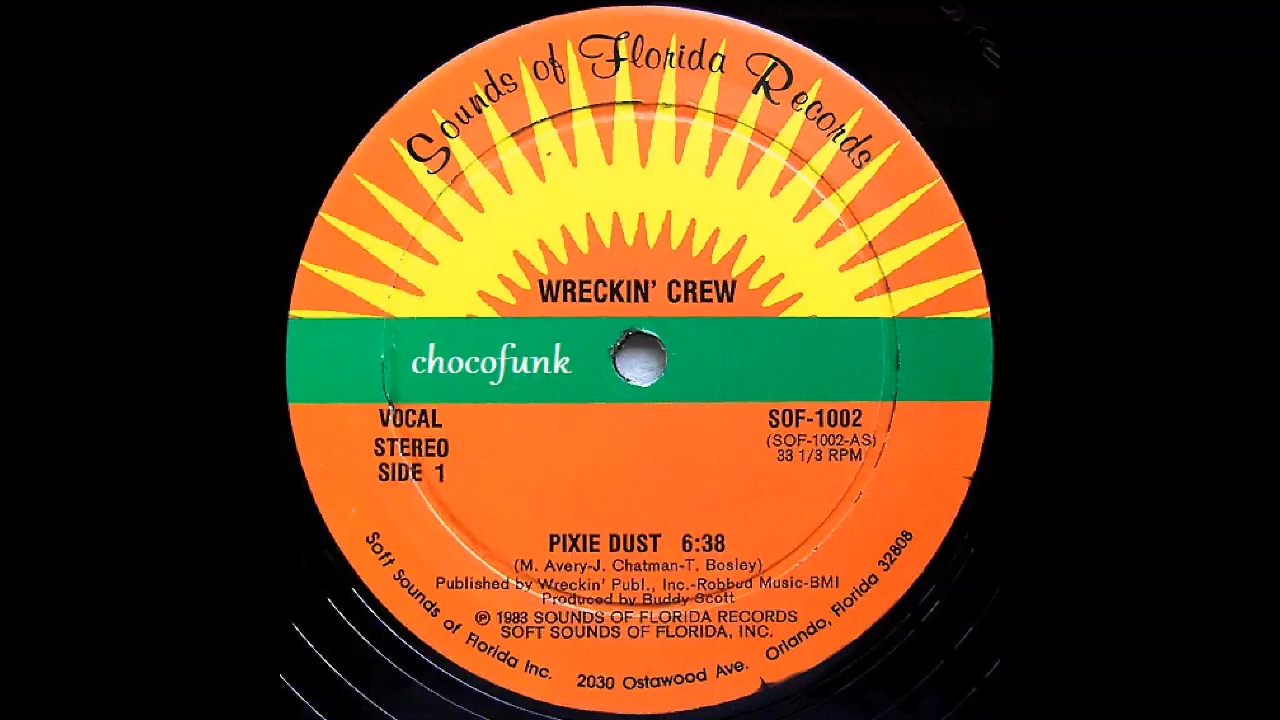 Sounds of Florida Records
WRECKIN' CREW
chocofunk
VOCAL
STEREO
SIDE 1
SOF-1002
(SOF-1002-AS)
33 1/3 RPM
PIXIE DUST 6:38
(M. Avery-J. Chatman-T. Bosley)
Published by Wreckin' Publ., Inc.-Robbud Music-BMI
Produced by Buddy Scott
℗ 1983 SOUNDS OF FLORIDA RECORDS
SOFT SOUNDS OF FLORIDA, INC.
Soft Sounds of Florida Inc. 2030 Ostawood Ave. Orlando, Florida 32808